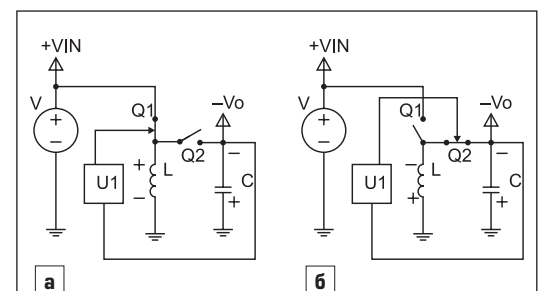 +VIN
V
+
−
Q1
Q2
−Vo
U1
+
−
L
−
+
C
а
+VIN
V
+
−
Q1
Q2
−Vo
U1
−
+
L
−
+
C
б